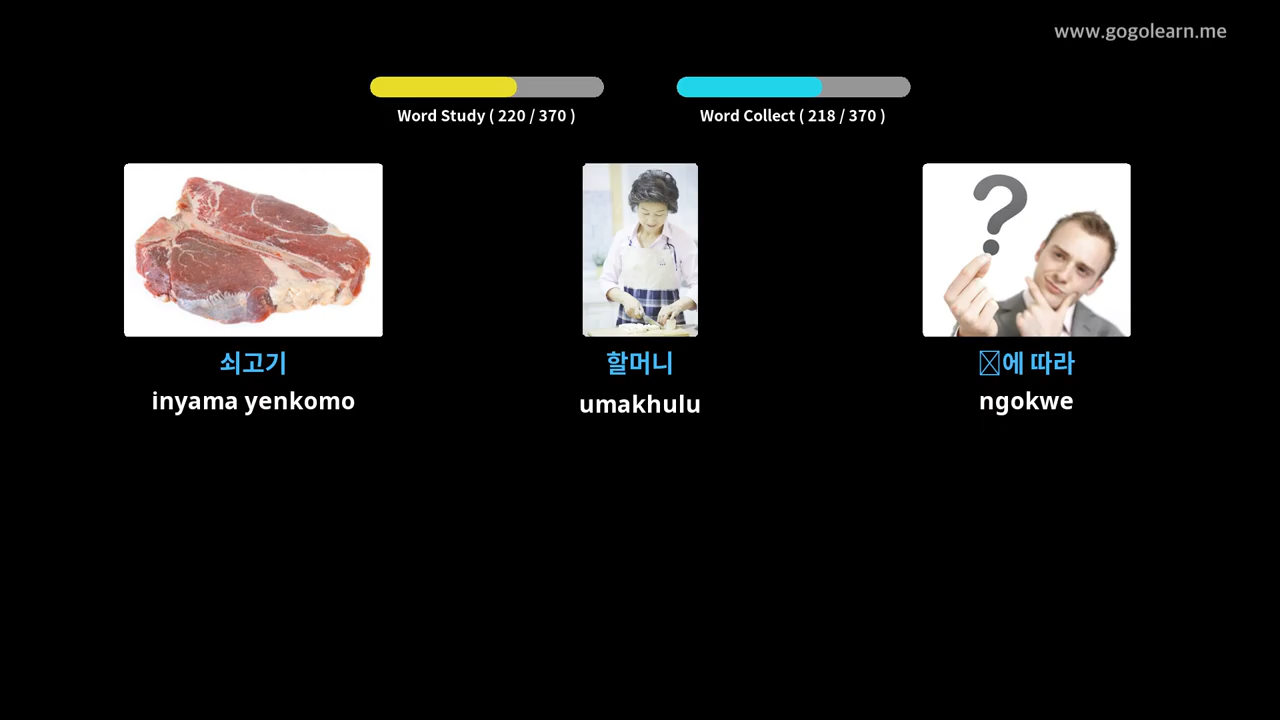 www.gogolearn.me
Word Study ( 220 / 370 )
Word Collect ( 218 / 370 )
쇠고기
할머니
에 따라
inyama yenkomo
umakhulu
ngokwe